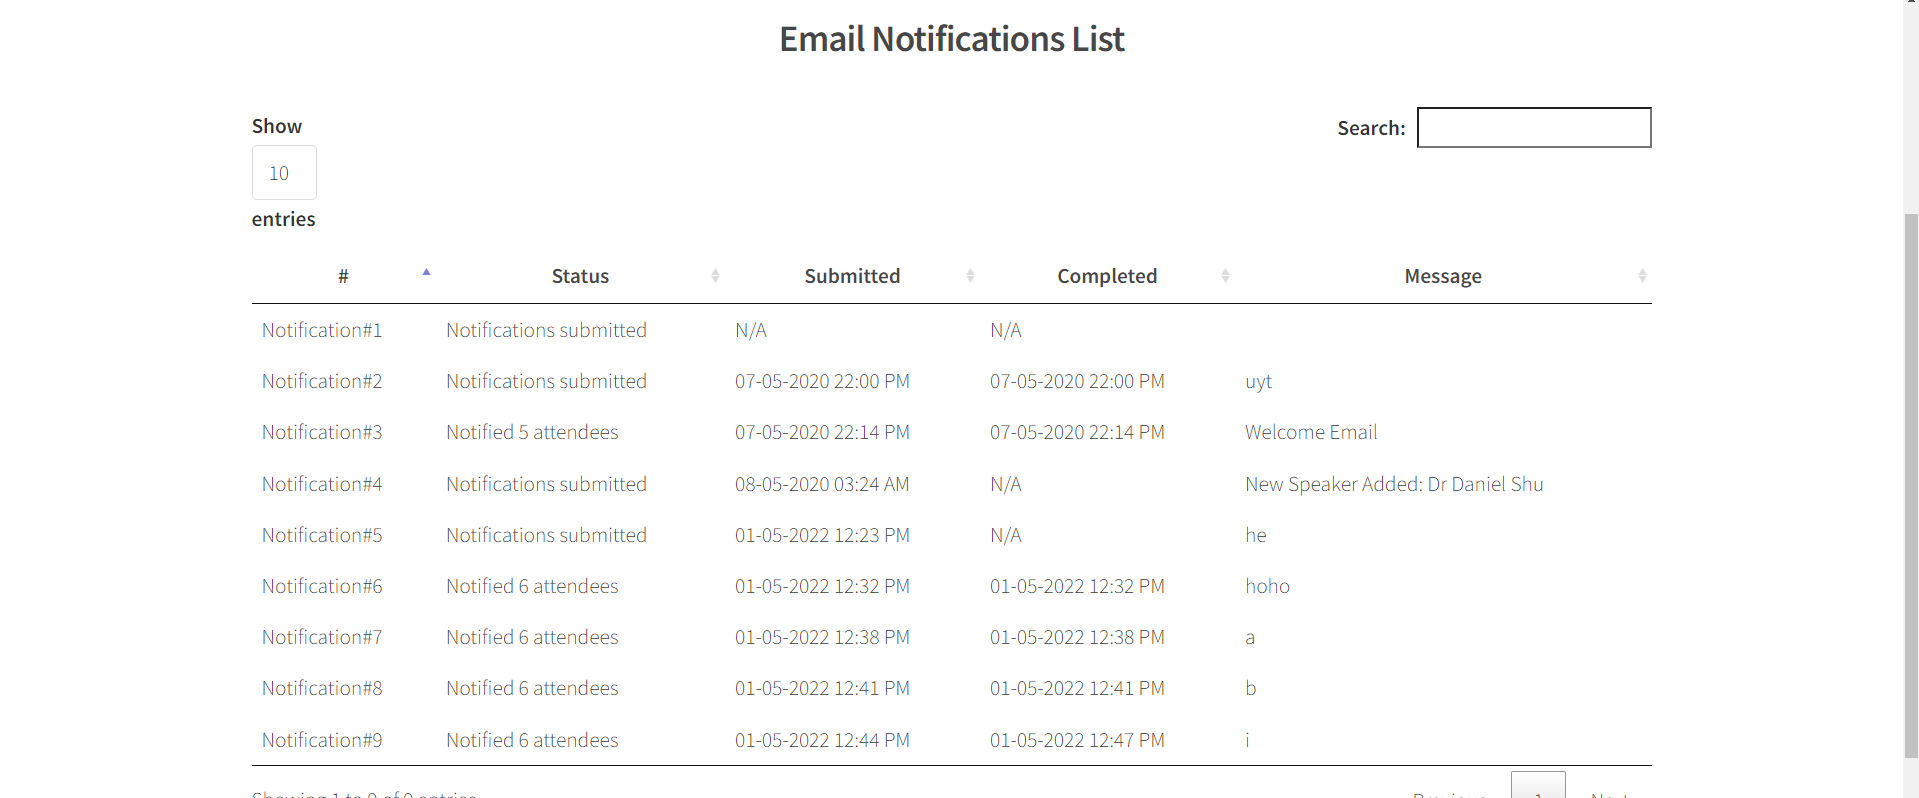 Email Notifications List
Show
10
entries
Search:
# Status Submitted Completed Message
Notification#1 Notifications submitted N/A N/A
Notification#2 Notifications submitted 07-05-2020 22:00 PM 07-05-2020 22:00 PM uyt
Notification#3 Notified 5 attendees 07-05-2020 22:14 PM 07-05-2020 22:14 PM Welcome Email
Notification#4 Notifications submitted 08-05-2020 03:24 AM N/A New Speaker Added: Dr Daniel Shu
Notification#5 Notifications submitted 01-05-2022 12:23 PM N/A he
Notification#6 Notified 6 attendees 01-05-2022 12:32 PM 01-05-2022 12:32 PM hoho
Notification#7 Notified 6 attendees 01-05-2022 12:38 PM 01-05-2022 12:38 PM a
Notification#8 Notified 6 attendees 01-05-2022 12:41 PM 01-05-2022 12:41 PM b
Notification#9 Notified 6 attendees 01-05-2022 12:44 PM 01-05-2022 12:47 PM i